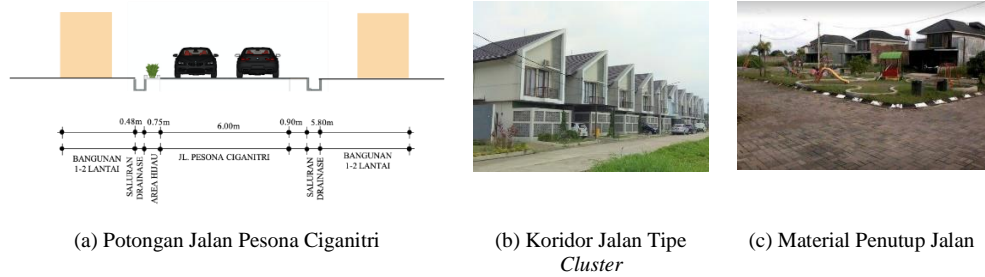 0.48m 0.75m 6.00m 0.90m 5.80m
BANGUNAN
1-2 LANTAI
SALURAN
DRAINASE
AREA HIJAU
JL. PESONA CIGANITRI
SALURAN
DRAINASE
BANGUNAN
1-2 LANTAI
(a) Potongan Jalan Pesona Ciganitri
(b) Koridor Jalan Tipe
Cluster
(c) Material Penutup Jalan